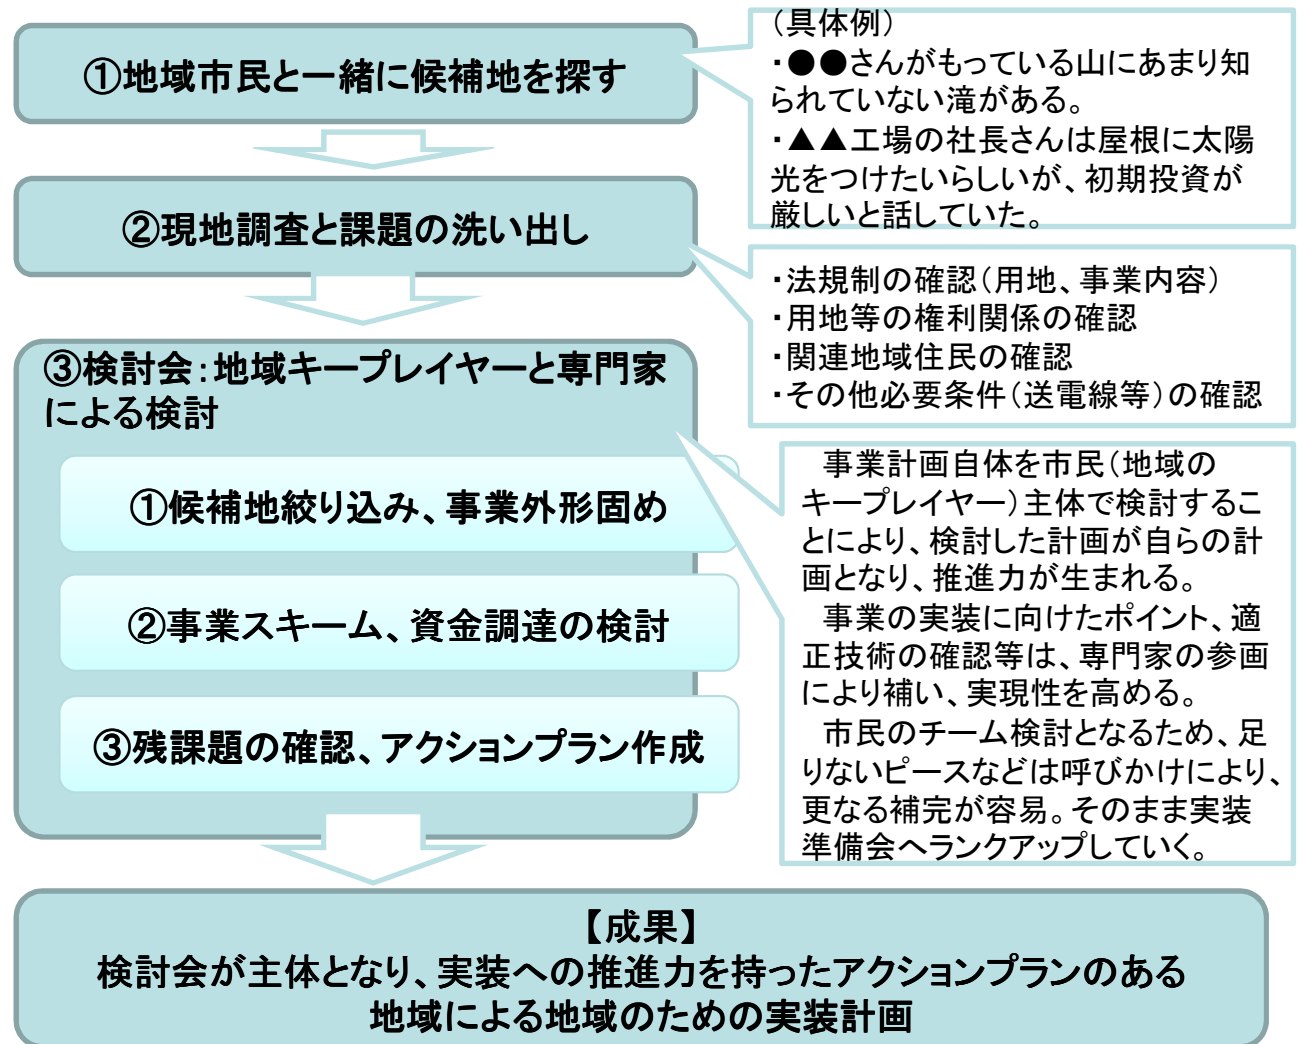 ①地域市民と一緒に候補地を探す
（具体例）
・●●さんがもっている山にあまり知
られていない滝がある。
・▲▲工場の社長さんは屋根に太陽
光をつけたいらしいが、初期投資が
厳しいと話していた。
②現地調査と課題の洗い出し
・法規制の確認（用地、事業内容）
・用地等の権利関係の確認
・関連地域住民の確認
・その他必要条件（送電線等）の確認
③検討会：地域キープレイヤーと専門家
による検討
①候補地絞り込み、事業外形固め
②事業スキーム、資金調達の検討
③残課題の確認、アクションプラン作成
事業計画自体を市民（地域の
キープレイヤー）主体で検討するこ
とにより、検討した計画が自らの計
画となり、推進力が生まれる。
事業の実装に向けたポイント、適
正技術の確認等は、専門家の参画
により補い、実現性を高める。
市民のチーム検討となるため、足
りないピースなどは呼びかけにより、
更なる補完が容易。そのまま実装
準備会へランクアップしていく。
【成果】
検討会が主体となり、実装への推進力を持ったアクションプランのある
地域による地域のための実装計画